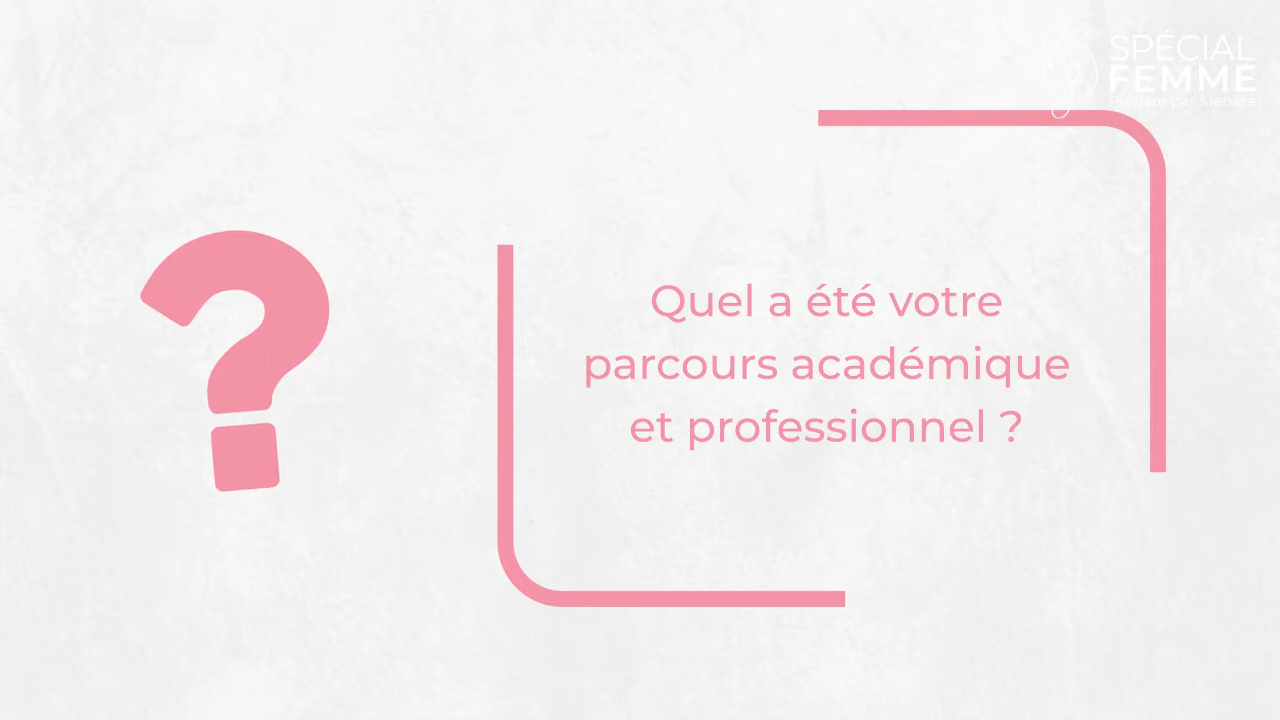 SPÉCIAL
FEMME
Quel a été votre
parcours académique
et professionnel ?